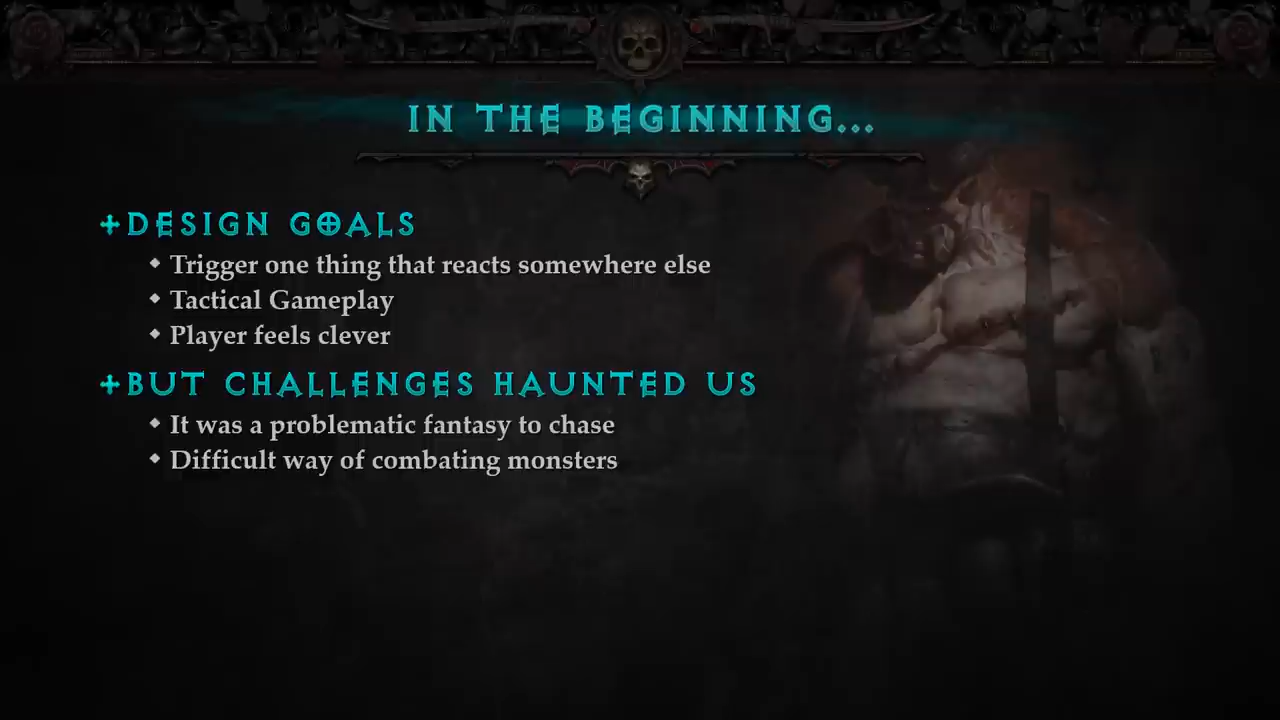 IN THE BEGINNING...
DESIGN GOALS
Trigger one thing that reacts somewhere else
Tactical Gameplay
Player feels clever
BUT CHALLENGES HAUNTED US
It was a problematic fantasy to chase
Difficult way of combating monsters